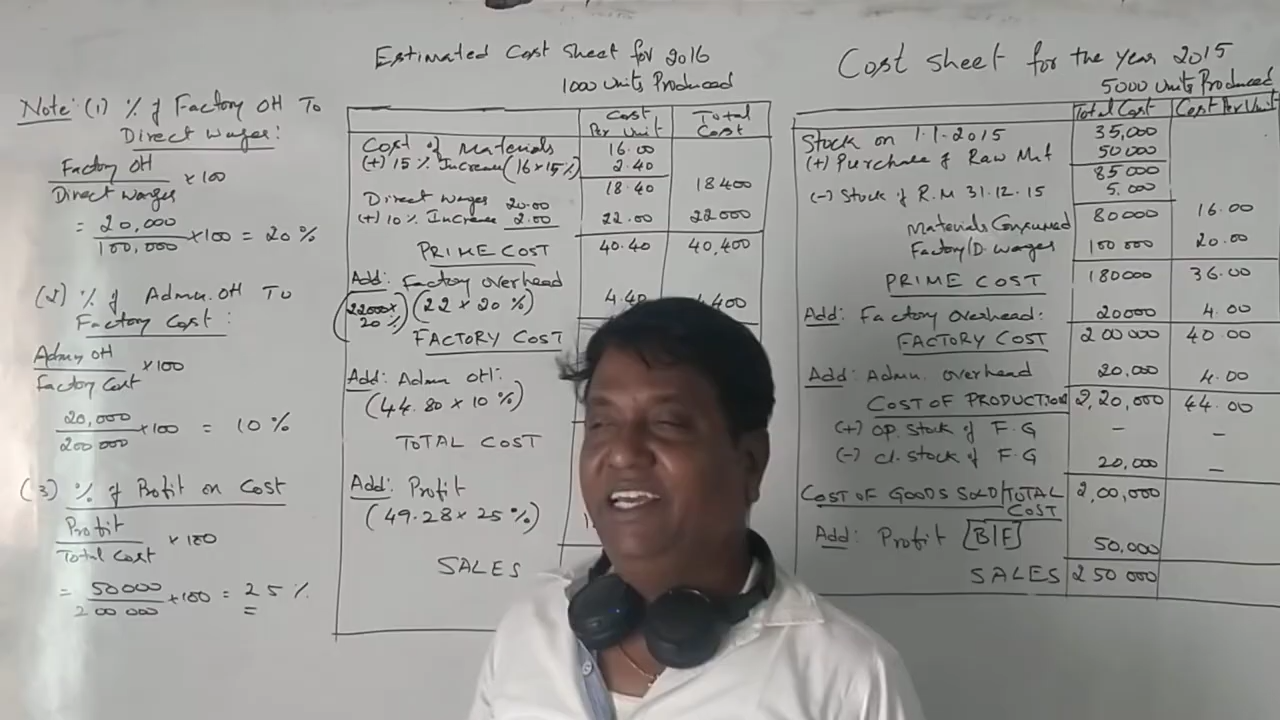 Note: (1) % of Factory OH To
Direct wages:
Factory OH
Direct wages
×100
= 20,000
100,000
×100 = 20 %
(2) % of Admn. OH To
Factory Cost:
Admn OH
Factory Cost
×100
20,000
200 000
×100 = 10 %
(3) % of Profit on Cost
Profit
Total Cost
×100
= 50000
200 000
×100 = 25 %
Estimated Cost Sheet for 2016
1000 Units Produced
Cost Per Unit Total Cost
Cost of Materials 16.00
(+) 15 % Increase (16×15%) 2.40
18.40 18400
Direct wages 20.00
(+) 10 % Increase 2.00 22.00 22000
PRIME COST 40.40 40,400
Add: Factory overhead
(22000× 20 %) (22 × 20 %) 4.40 400
FACTORY COST
Add: Admn OH:
(44.80 × 10 %)
TOTAL COST
Add: Profit
(49.28 × 25 %)
SALES
Cost Sheet for the year 2015
5000 Units Produced
Total Cost Cost Per Unit
Stock on 1.1.2015 35,000
(+) Purchase of Raw Mat 50 000
85 000
(-) Stock of R.M 31.12.15 5.000
Materials Consumed 80000 16.00
Factory/D. wages 100 000 20.00
PRIME COST 180000 36.00
Add: Factory overhead: 20000 4.00
FACTORY COST 200 000 40.00
Add: Admn. overhead 20,000 4.00
COST OF PRODUCTION 2,20,000 44.00
(+) Op. Stock of F.G - -
(-) Cl. Stock of F.G 20,000 -
COST OF GOODS SOLD/TOTAL COST 2,00,000
Add: Profit [B/F] 50,000
SALES 250 000